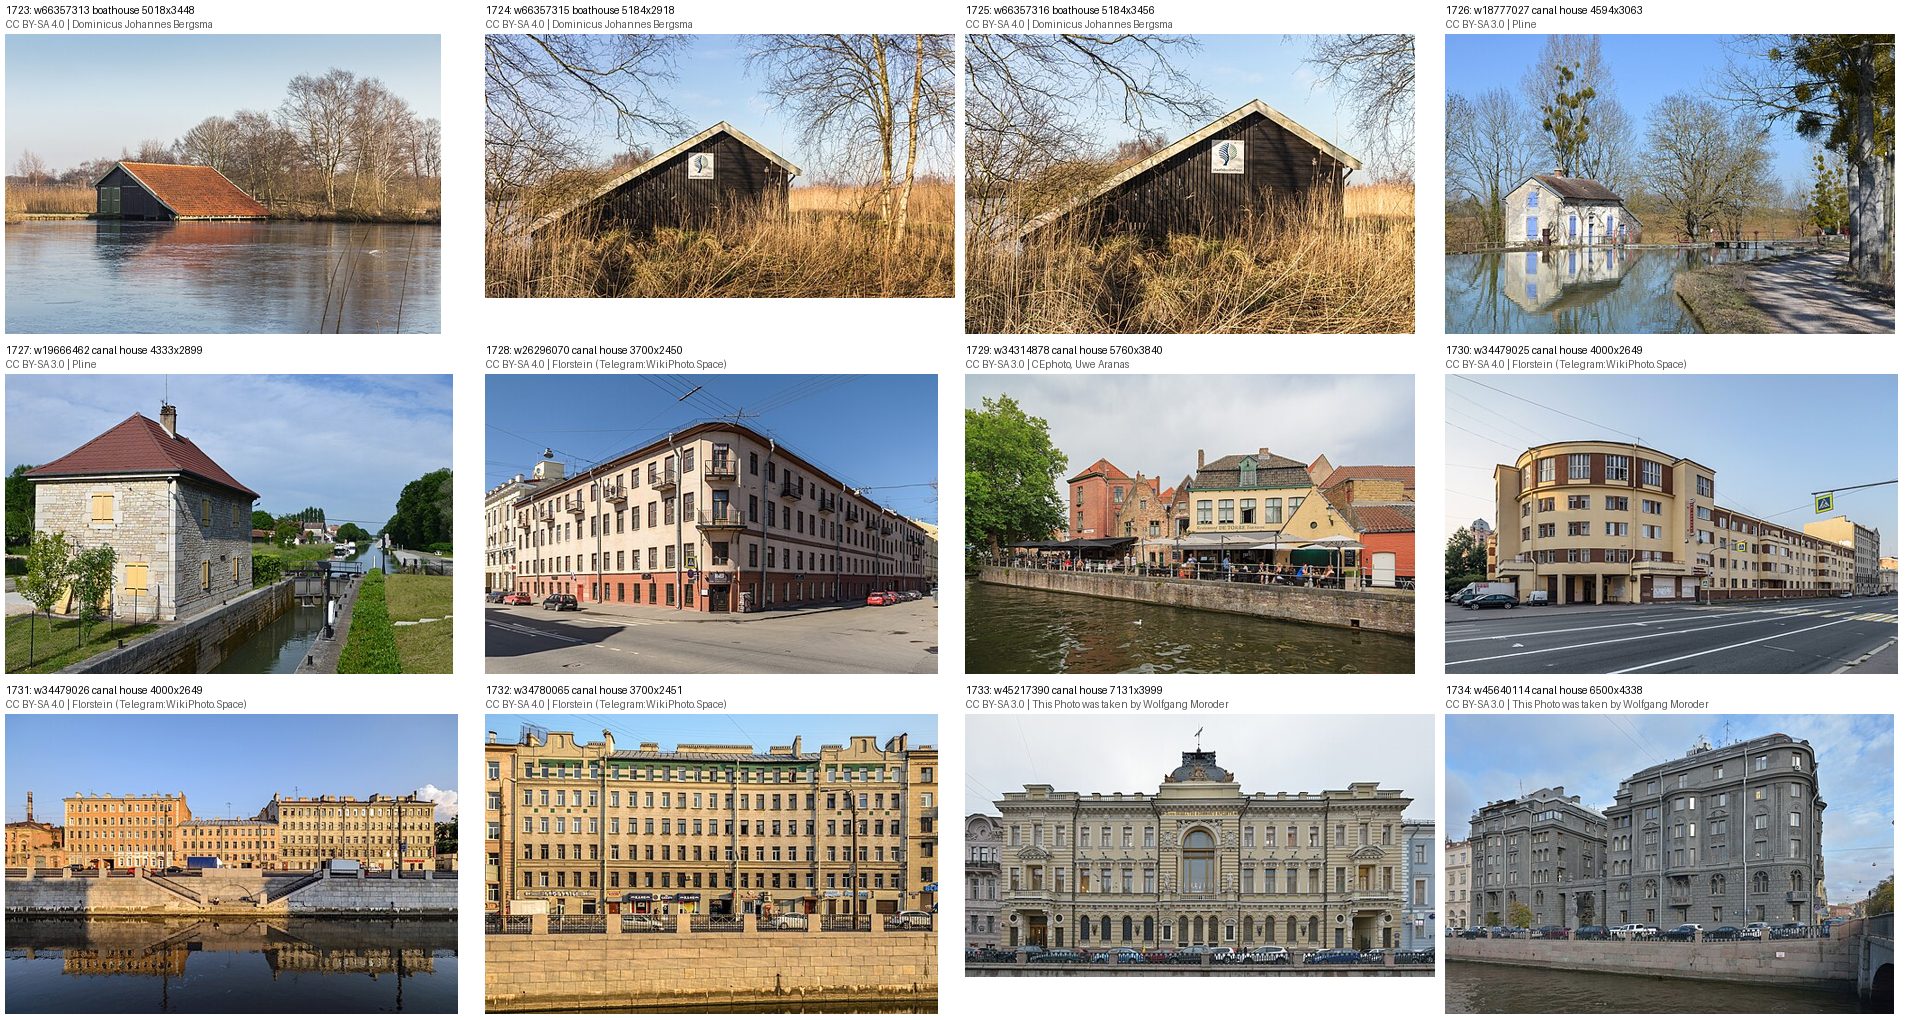 1723: w66357313 boathouse 5018x3448
CC BY-SA 4.0 | Dominicus Johannes Bergsma
1724: w66357315 boathouse 5184x2918
CC BY-SA 4.0 | Dominicus Johannes Bergsma
1725: w66357316 boathouse 5184x3456
CC BY-SA 4.0 | Dominicus Johannes Bergsma
1726: w18777027 canal house 4594x3063
CC BY-SA 3.0 | Pline
1727: w19666462 canal house 4333x2899
CC BY-SA 3.0 | Pline
1728: w26296070 canal house 3700x2450
CC BY-SA 4.0 | Florstein (Telegram:WikiPhoto.Space)
1729: w34314878 canal house 5760x3840
CC BY-SA 3.0 | CEphoto, Uwe Aranas
1730: w34479025 canal house 4000x2649
CC BY-SA 4.0 | Florstein (Telegram:WikiPhoto.Space)
1731: w34479026 canal house 4000x2649
CC BY-SA 4.0 | Florstein (Telegram:WikiPhoto.Space)
1732: w34780065 canal house 3700x2451
CC BY-SA 4.0 | Florstein (Telegram:WikiPhoto.Space)
1733: w45217390 canal house 7131x3999
CC BY-SA 3.0 | This Photo was taken by Wolfgang Moroder
1734: w45640114 canal house 6500x4338
CC BY-SA 3.0 | This Photo was taken by Wolfgang Moroder